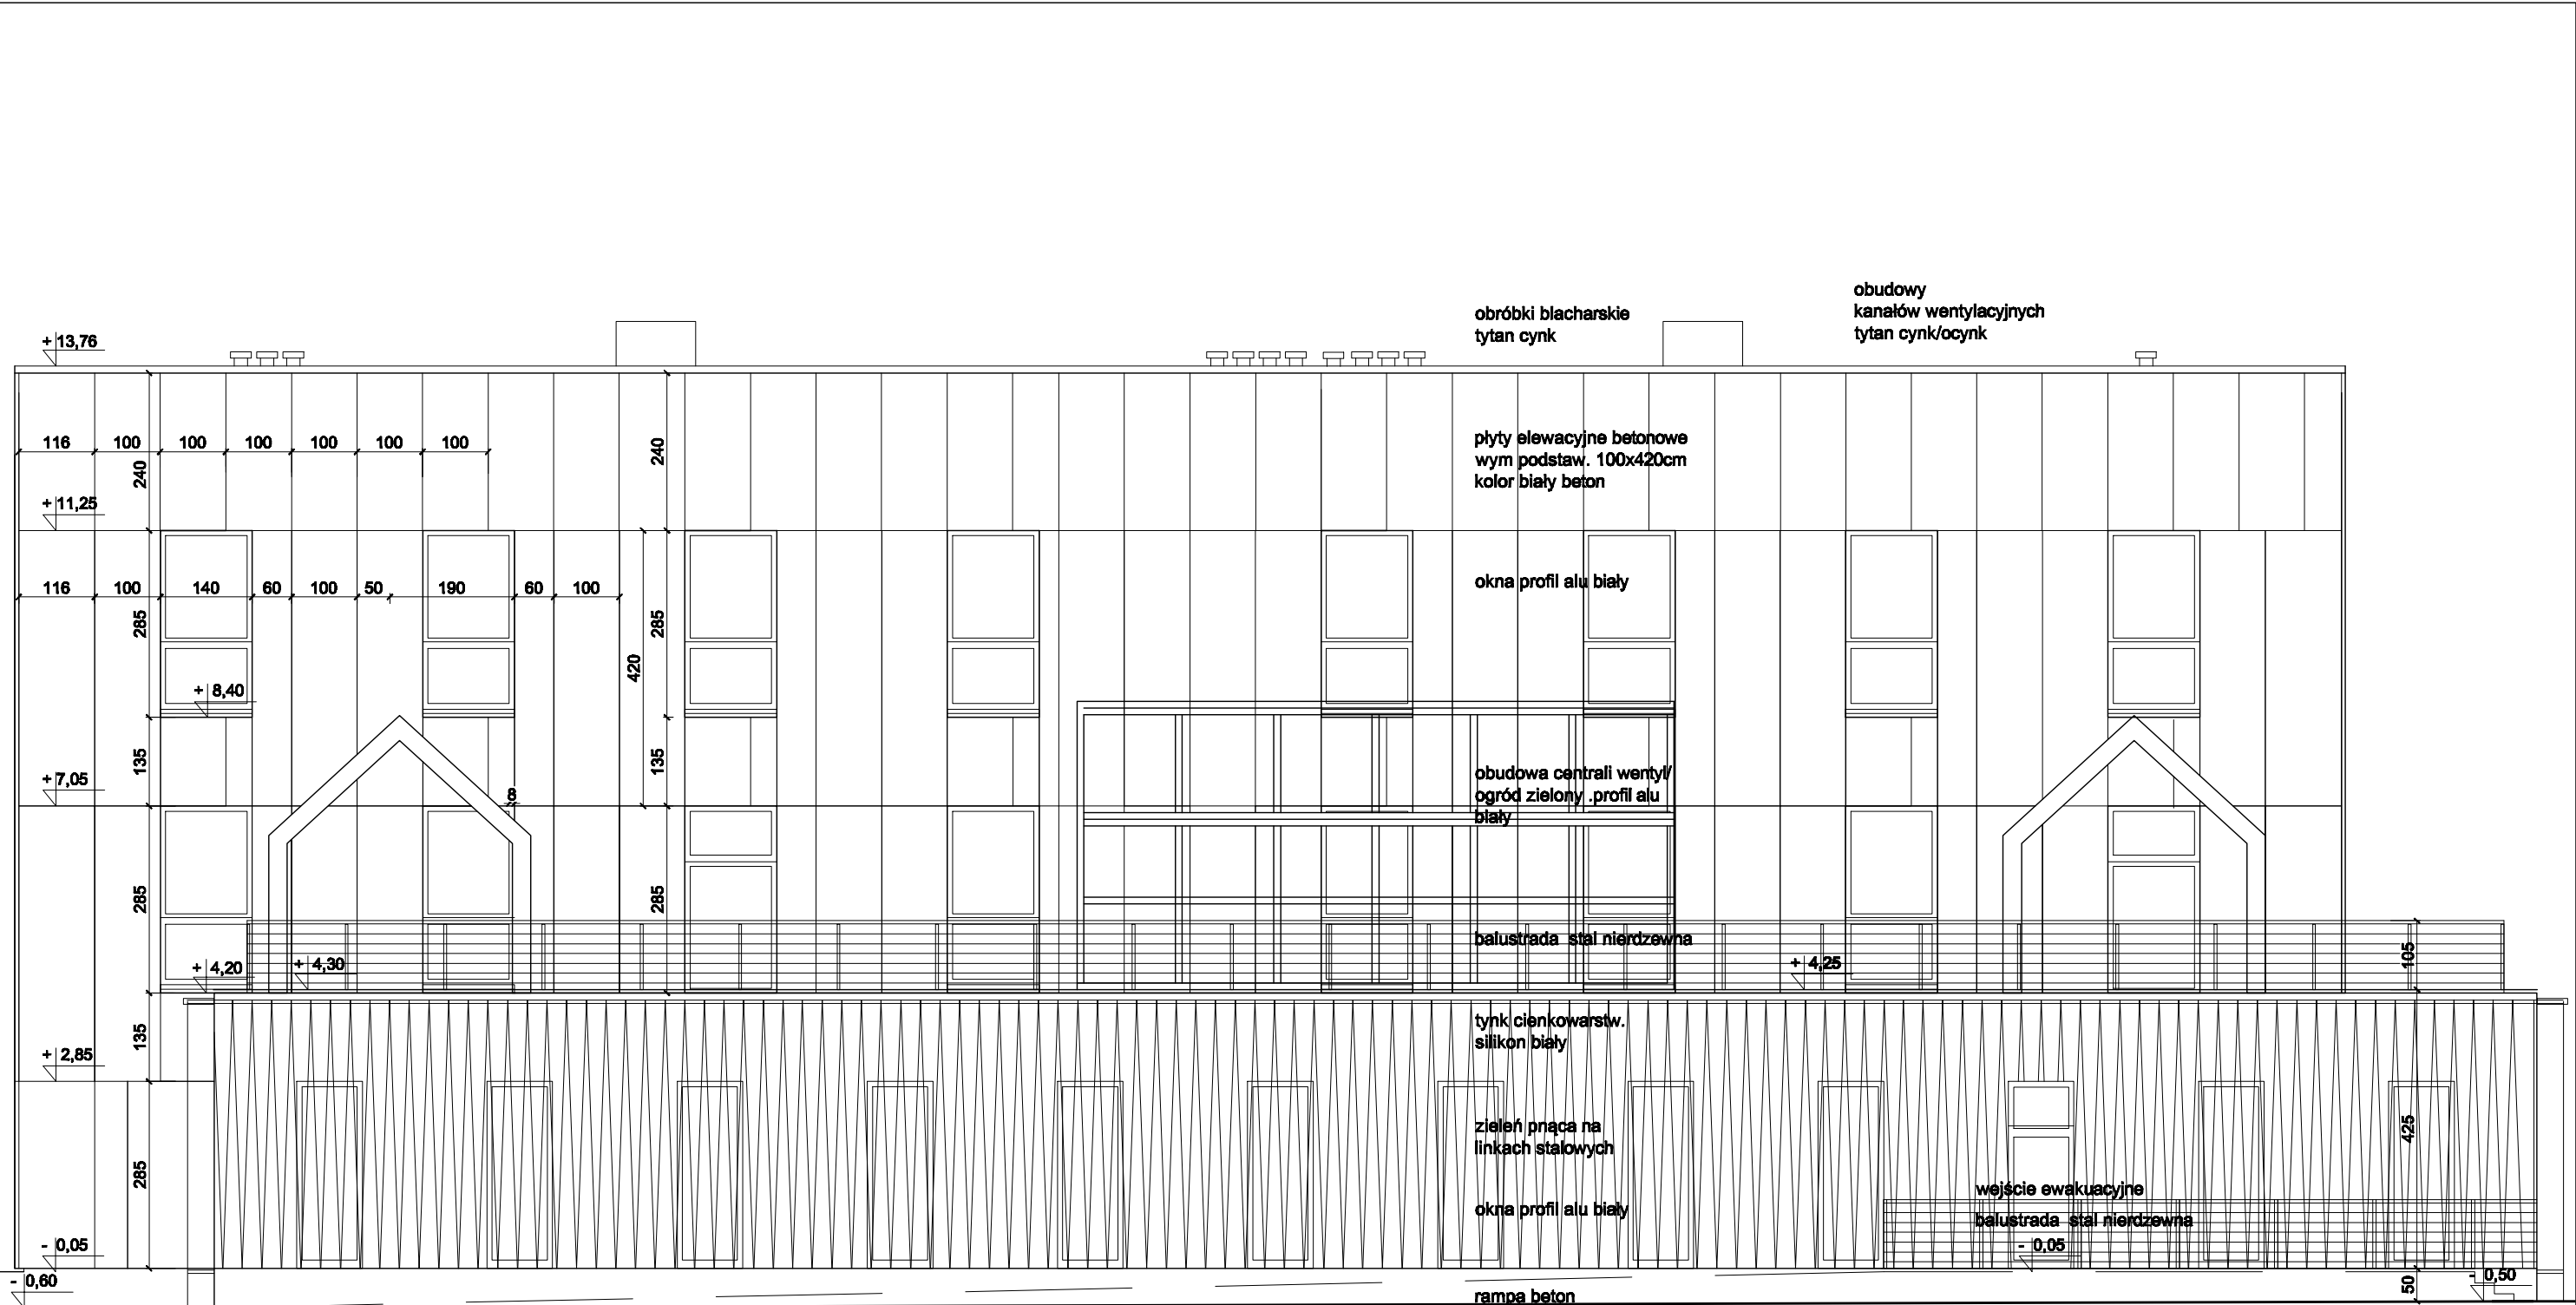 obudowy
kanałów wentylacyjnych
tytan cynk/ocynk
obróbki blacharskie
tytan cynk
+ 13,76
116 100 100 100 100 100 100
240
240
płyty elewacyjne betonowe
wym podstaw. 100x420cm
kolor biały beton
+ 11,25
okna profil alu biały
116 100 140 60 100 50 190 60 100
285
285
420
+ 8,40
135
135
+ 7,05
8
obudowa centrali wentyl/
ogród zielony .profil alu
biały
285
285
balustrada stal nierdzewna
105
+ 4,20
+ 4,30
+ 4,25
tynk cienkowarstw.
silikon biały
135
+ 2,85
zieleń pnąca na
linkach stalowych
425
285
wejście ewakuacyjne
okna profil alu biały
balustrada stal nierdzewna
- 0,05
- 0,05
- 0,60
- 0,50
50
rampa beton